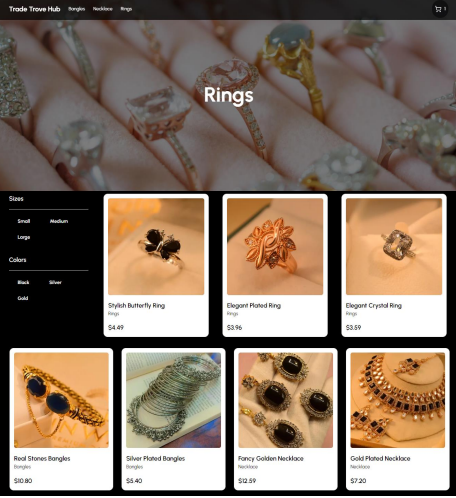 Trade Trove Hub Bangles Necklace Rings 1
Rings
Sizes
Small Medium
Large
Colors
Black Silver
Gold
Stylish Butterfly Ring
Rings
$4.49
Elegant Plated Ring
Rings
$3.96
Elegant Crystal Ring
Rings
$3.59
Real Stones Bangles
Bangles
$10.80
Silver Plated Bangles
Bangles
$5.40
Fancy Golden Necklace
Necklace
$12.59
Gold Plated Necklace
Necklace
$7.20